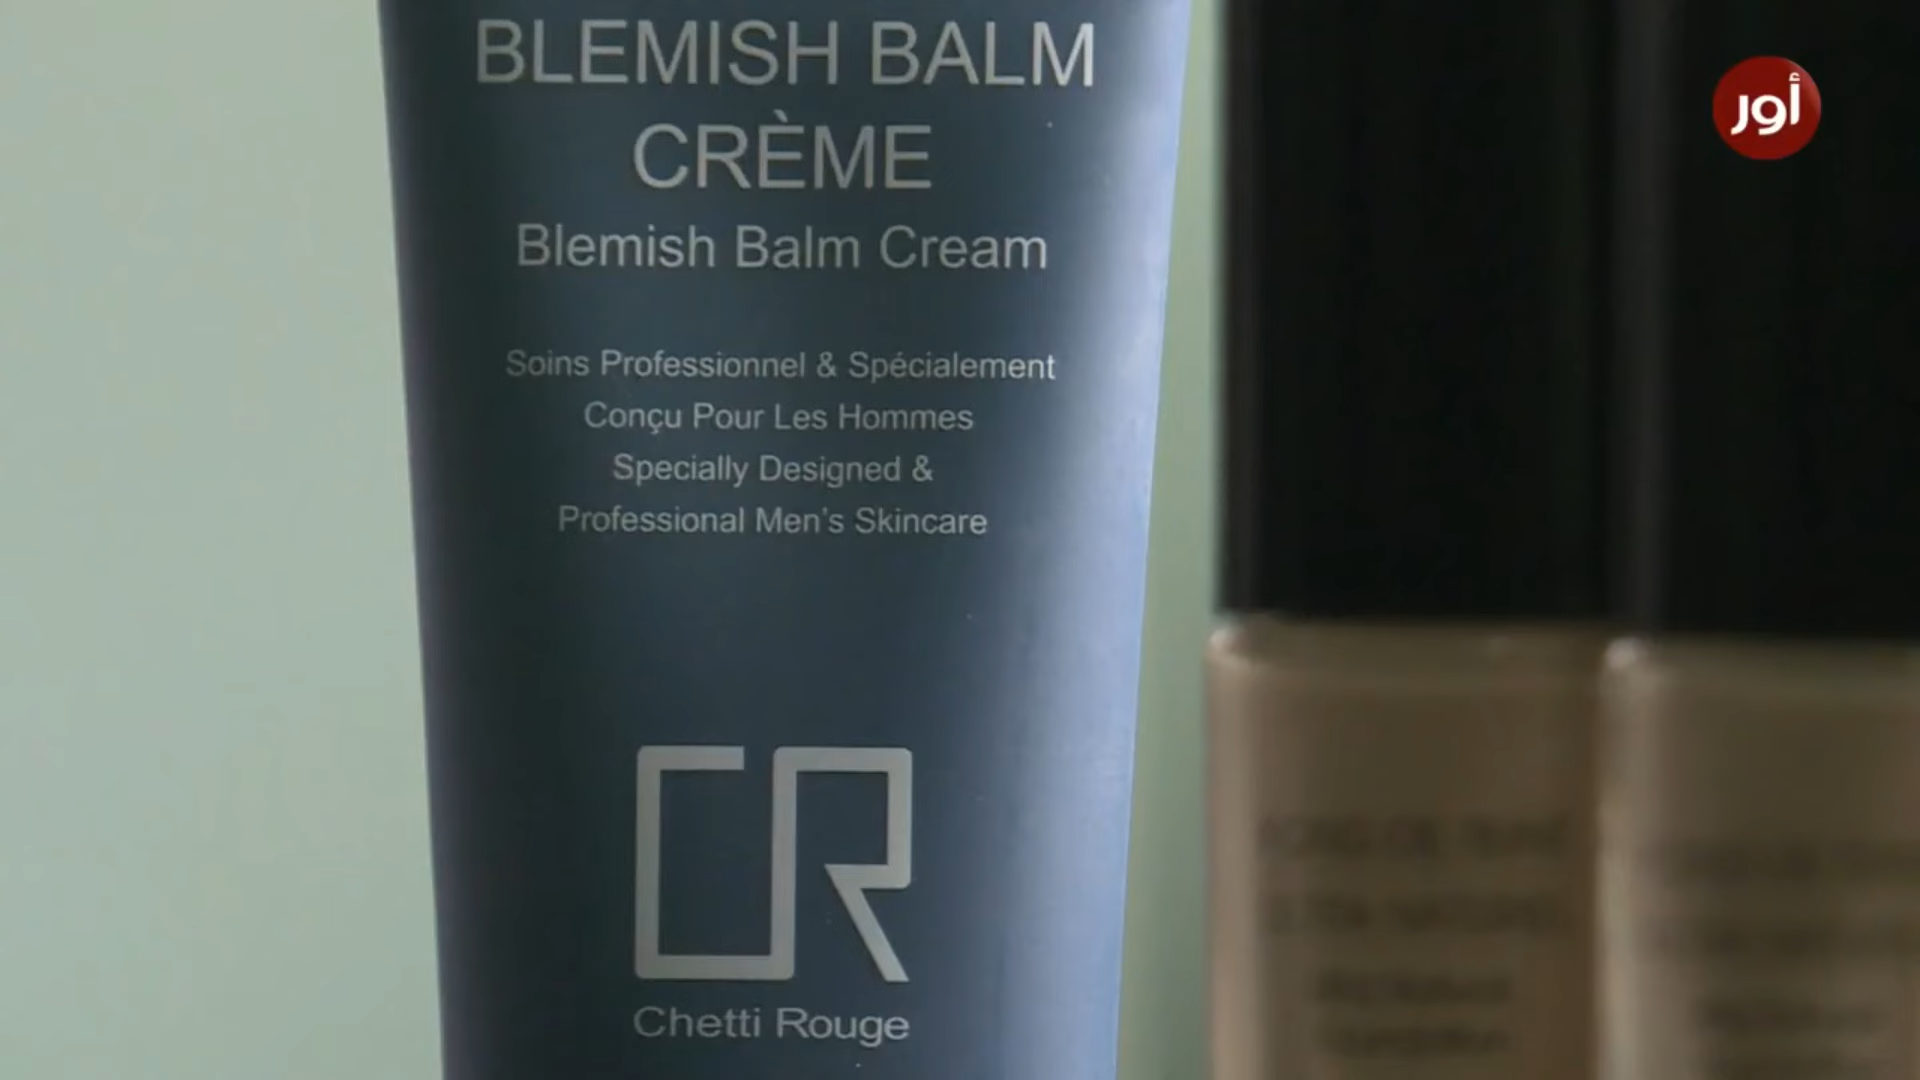 BLEMISH BALM
CRÈME
Blemish Balm Cream
Soins Professionnel & Spécialement
Conçu Pour Les Hommes
Specially Designed &
Professional Men's Skincare
CR
Chetti Rouge
أور